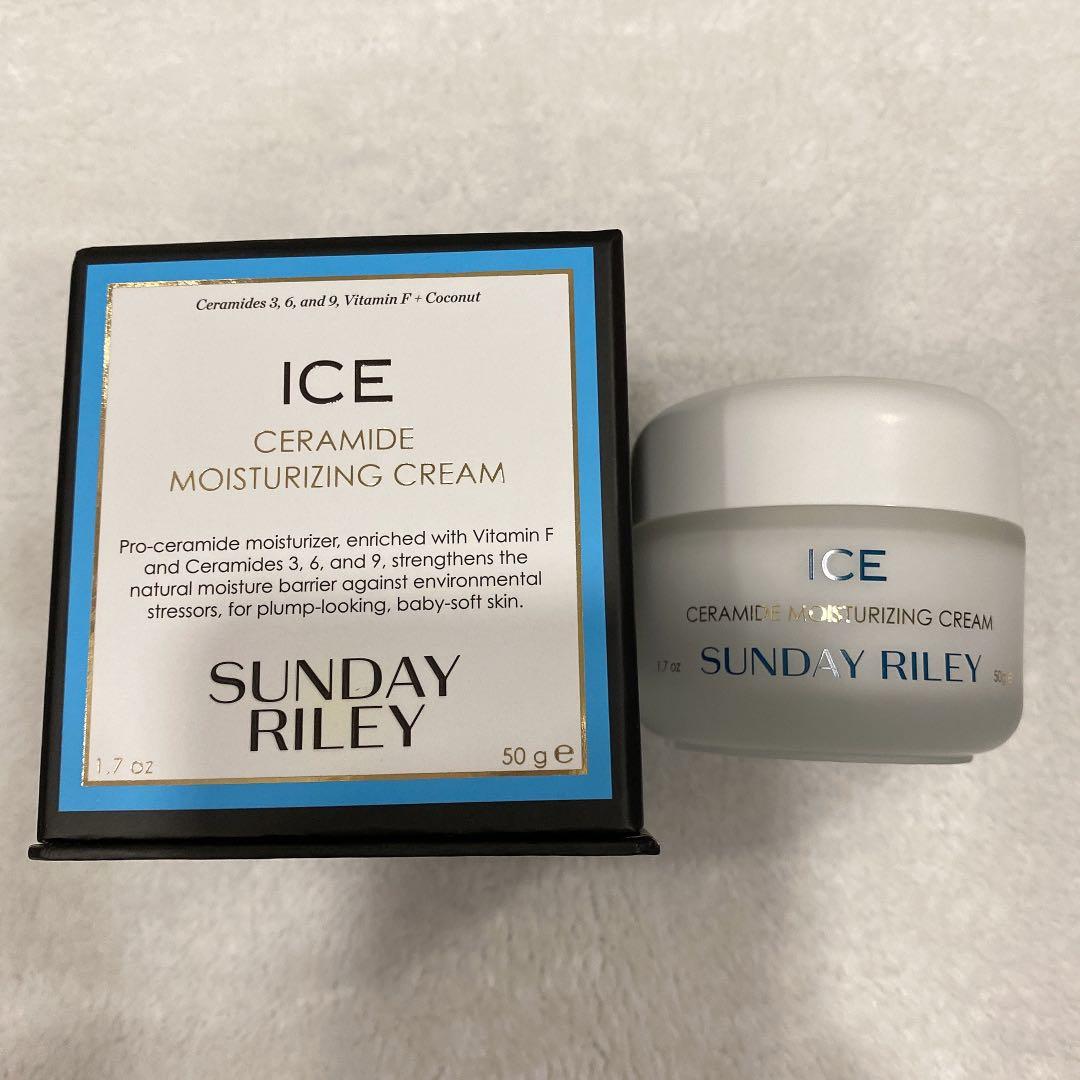 Ceramides 3, 6, and 9, Vitamin F + Coconut
ICE
CERAMIDE
MOISTURIZING CREAM
Pro-ceramide moisturizer, enriched with Vitamin F
and Ceramides 3, 6, and 9, strengthens the
natural moisture barrier against environmental
stressors, for plump-looking, baby-soft skin.
SUNDAY
RILEY
1.7 oz 50 g e
ICE
CERAMIDE MOISTURIZING CREAM
1.7 oz SUNDAY RILEY 50g e